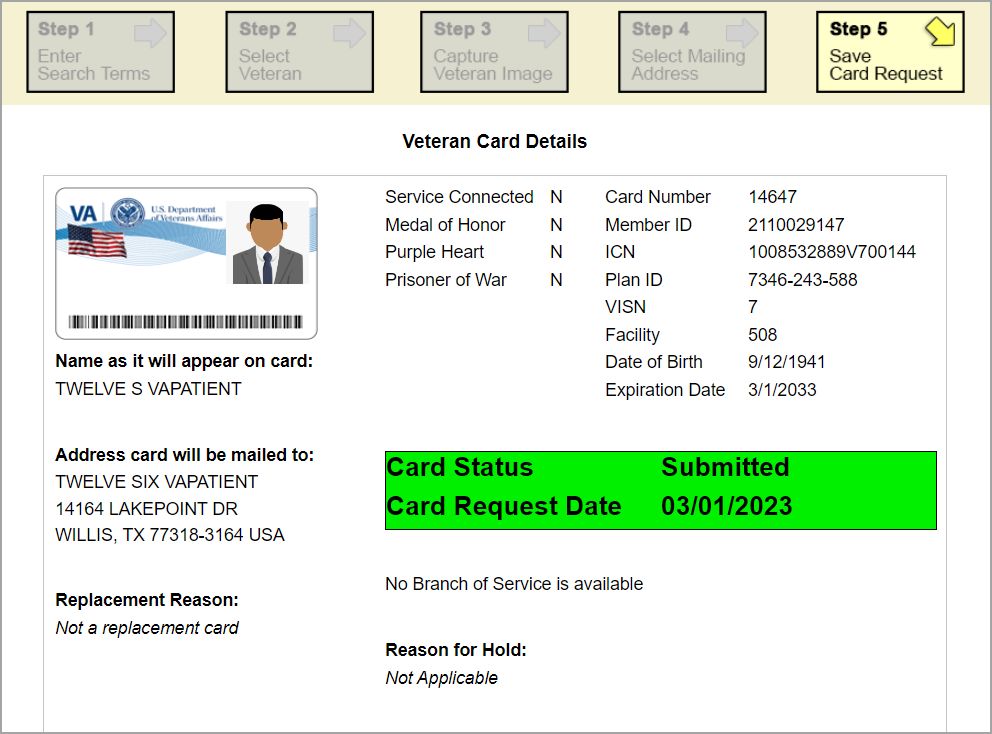 Step 1
Enter
Search Terms
Step 2
Select
Veteran
Step 3
Capture
Veteran Image
Step 4
Select Mailing
Address
Step 5
Save
Card Request
Veteran Card Details
VA
U.S. Department
of Veterans Affairs
Name as it will appear on card:
TWELVE S VAPATIENT
Address card will be mailed to:
TWELVE SIX VAPATIENT
14164 LAKEPOINT DR
WILLIS, TX 77318-3164 USA
Replacement Reason:
Not a replacement card
Service Connected N
Medal of Honor N
Purple Heart N
Prisoner of War N
Card Number 14647
Member ID 2110029147
ICN 1008532889V700144
Plan ID 7346-243-588
VISN 7
Facility 508
Date of Birth 9/12/1941
Expiration Date 3/1/2033
Card Status Submitted
Card Request Date 03/01/2023
No Branch of Service is available
Reason for Hold:
Not Applicable